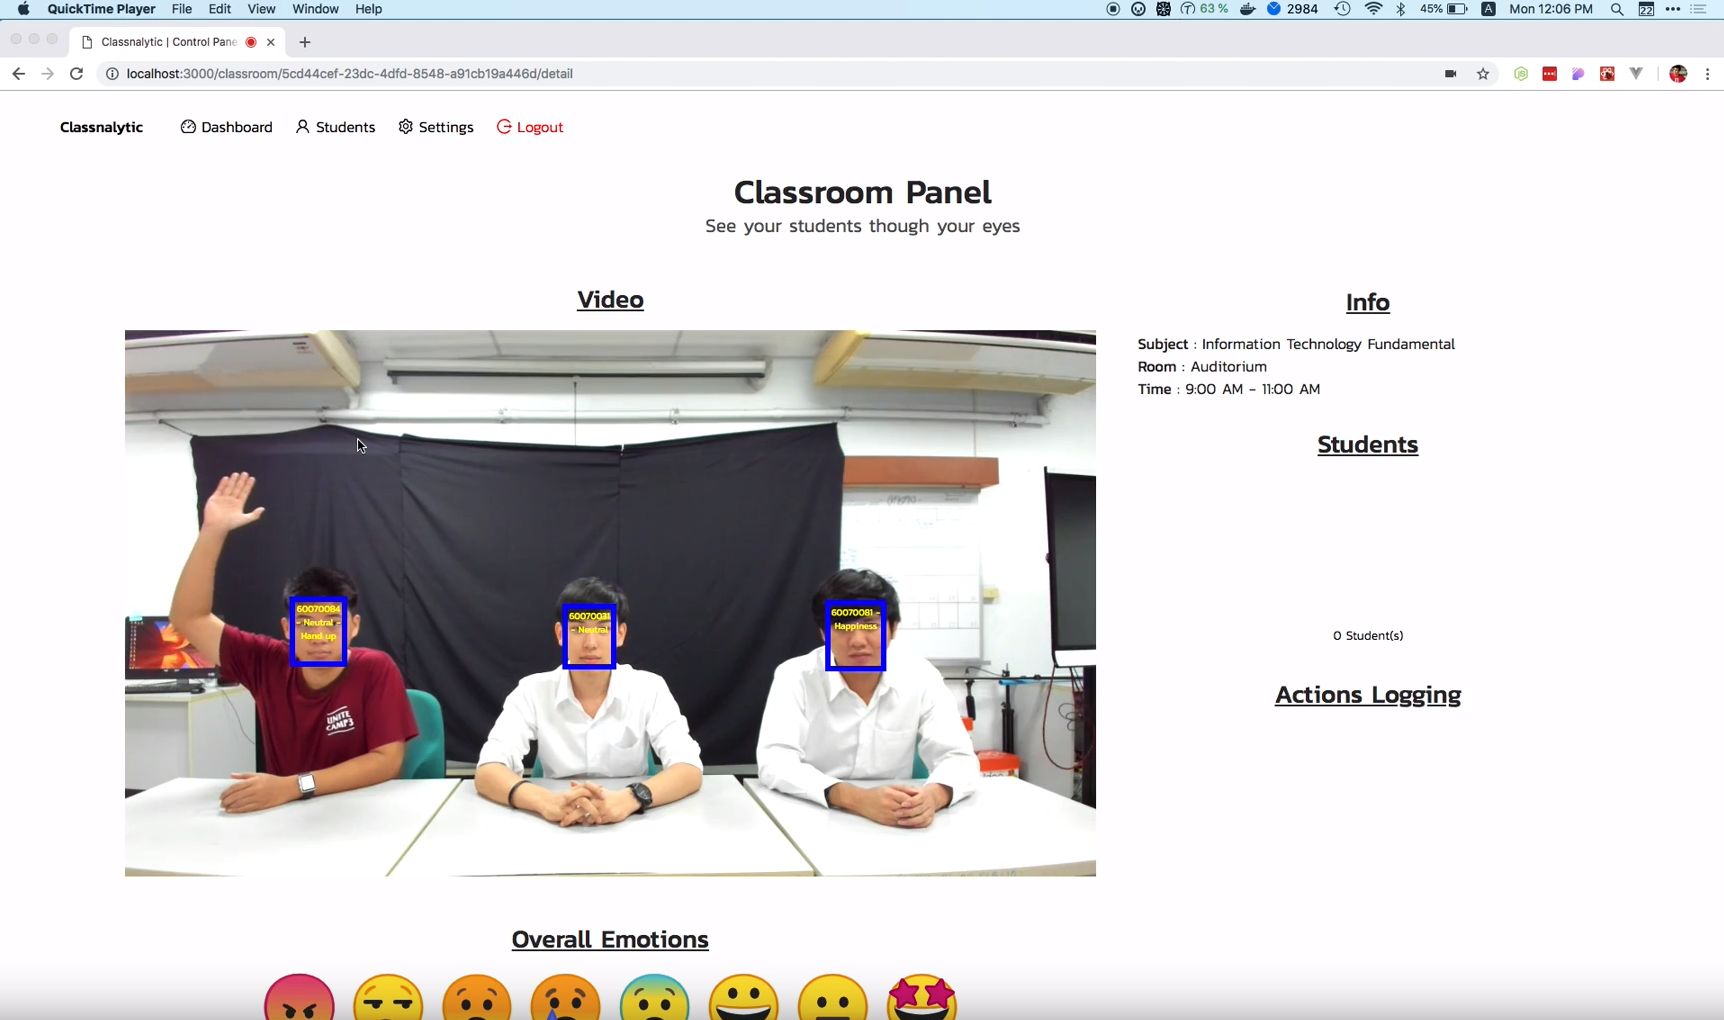 QuickTime Player File Edit View Window Help 63 % 2984 45% A Mon 12:06 PM 22
Classnalytic | Control Pane
localhost:3000/classroom/5cd44cef-23dc-4dfd-8548-a91cb19a446d/detail
Classnalytic Dashboard Students Settings Logout
Classroom Panel
See your students though your eyes
Video
Info
Subject : Information Technology Fundamental
Room : Auditorium
Time : 9:00 AM - 11:00 AM
Students
60070084
- Neutral -
Hand up
60070031
- Neutral
60070081 -
Happiness
UNITE
CAMP3
0 Student(s)
Actions Logging
Overall Emotions